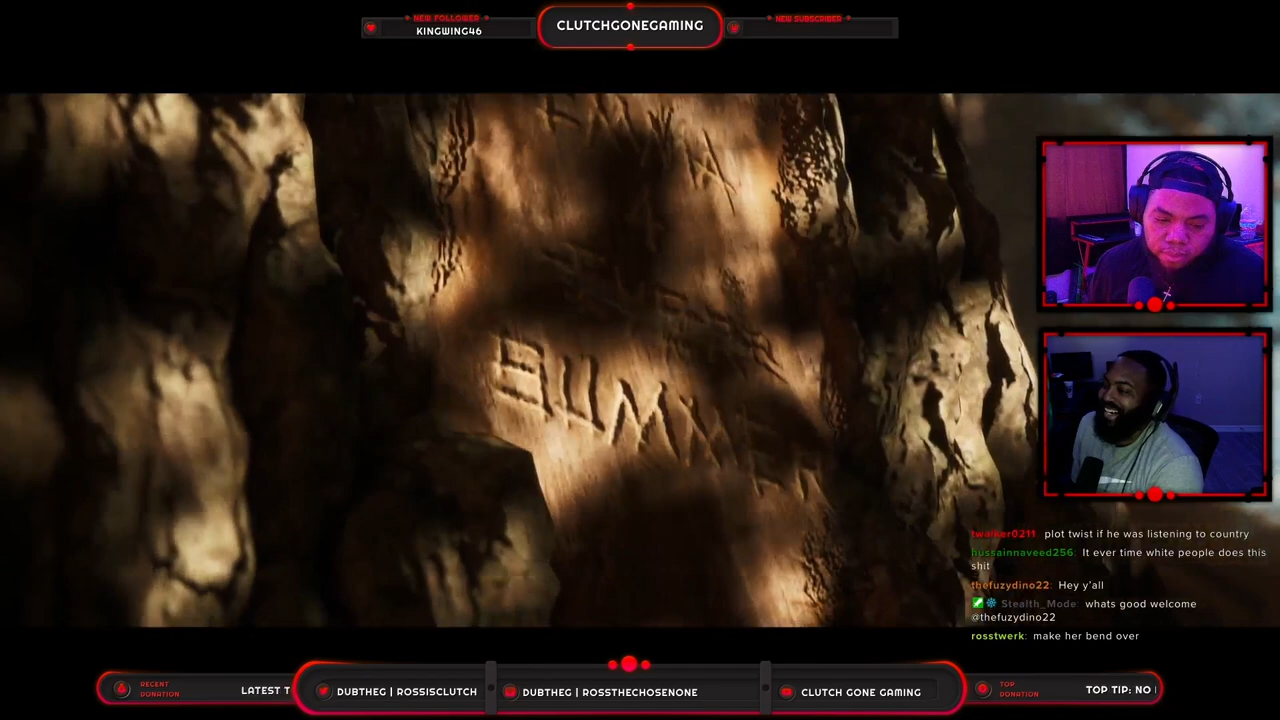 NEW FOLLOWER
KINGWING46
CLUTCHGONEGAMING
NEW SUBSCRIBER
twalker0211 plot twist if he was listening to country
hussainnaveed256: It ever time white people does this
shit
thefuzydino22: Hey y'all
Stealth_Mode: whats good welcome
@thefuzydino22
rosstwerk: make her bend over
RECENT
DONATION
LATEST T
DUBTHEG | ROSSISCLUTCH
DUBTHEG | ROSSTHECHOSENONE
CLUTCH GONE GAMING
TOP
DONATION
TOP TIP: NO